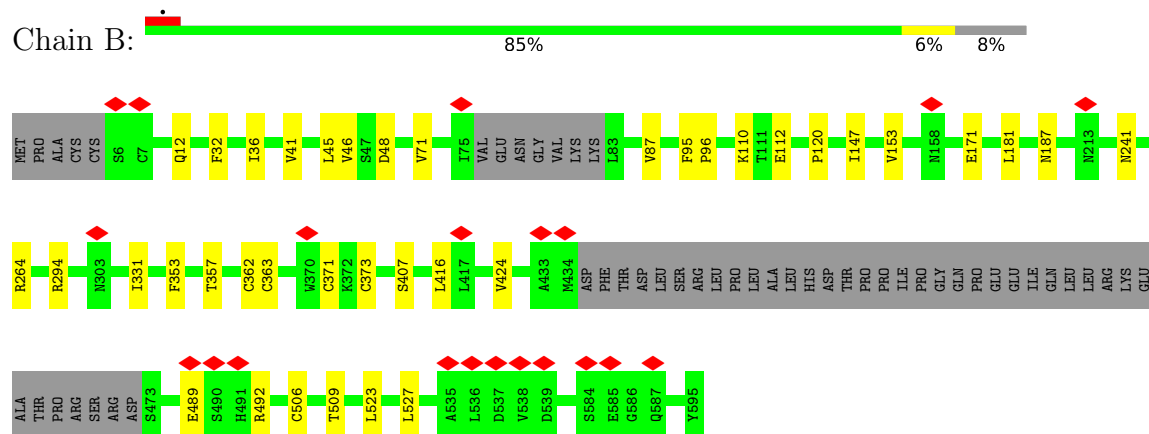 •
Chain B:
85% 6% 8%
MET PRO ALA CYS CYS S6 C7 Q12 F32 I36 V41 L45 V46 S47 D48 V71 I75 VAL GLU ASN GLY VAL LYS LYS L83 V87 F95 P96 K110 T111 E112 P120 I147 V153 N158 E171 L181 N187 N213 N241
R264 R294 N303 I331 F353 T357 C362 C363 W370 C371 K372 C373 S407 L416 L417 V424 A433 M434 ASP PHE THR ASP LEU SER ARG LEU PRO LEU ALA LEU HIS ASP THR PRO PRO ILE PRO GLY GLN PRO GLU GLU ILE GLN LEU LEU ARG LYS GLU
ALA THR PRO ARG SER ARG ASP S473 E489 S490 H491 R492 C506 T509 L523 L527 A535 L536 D537 V538 D539 S584 E585 G586 Q587 Y595